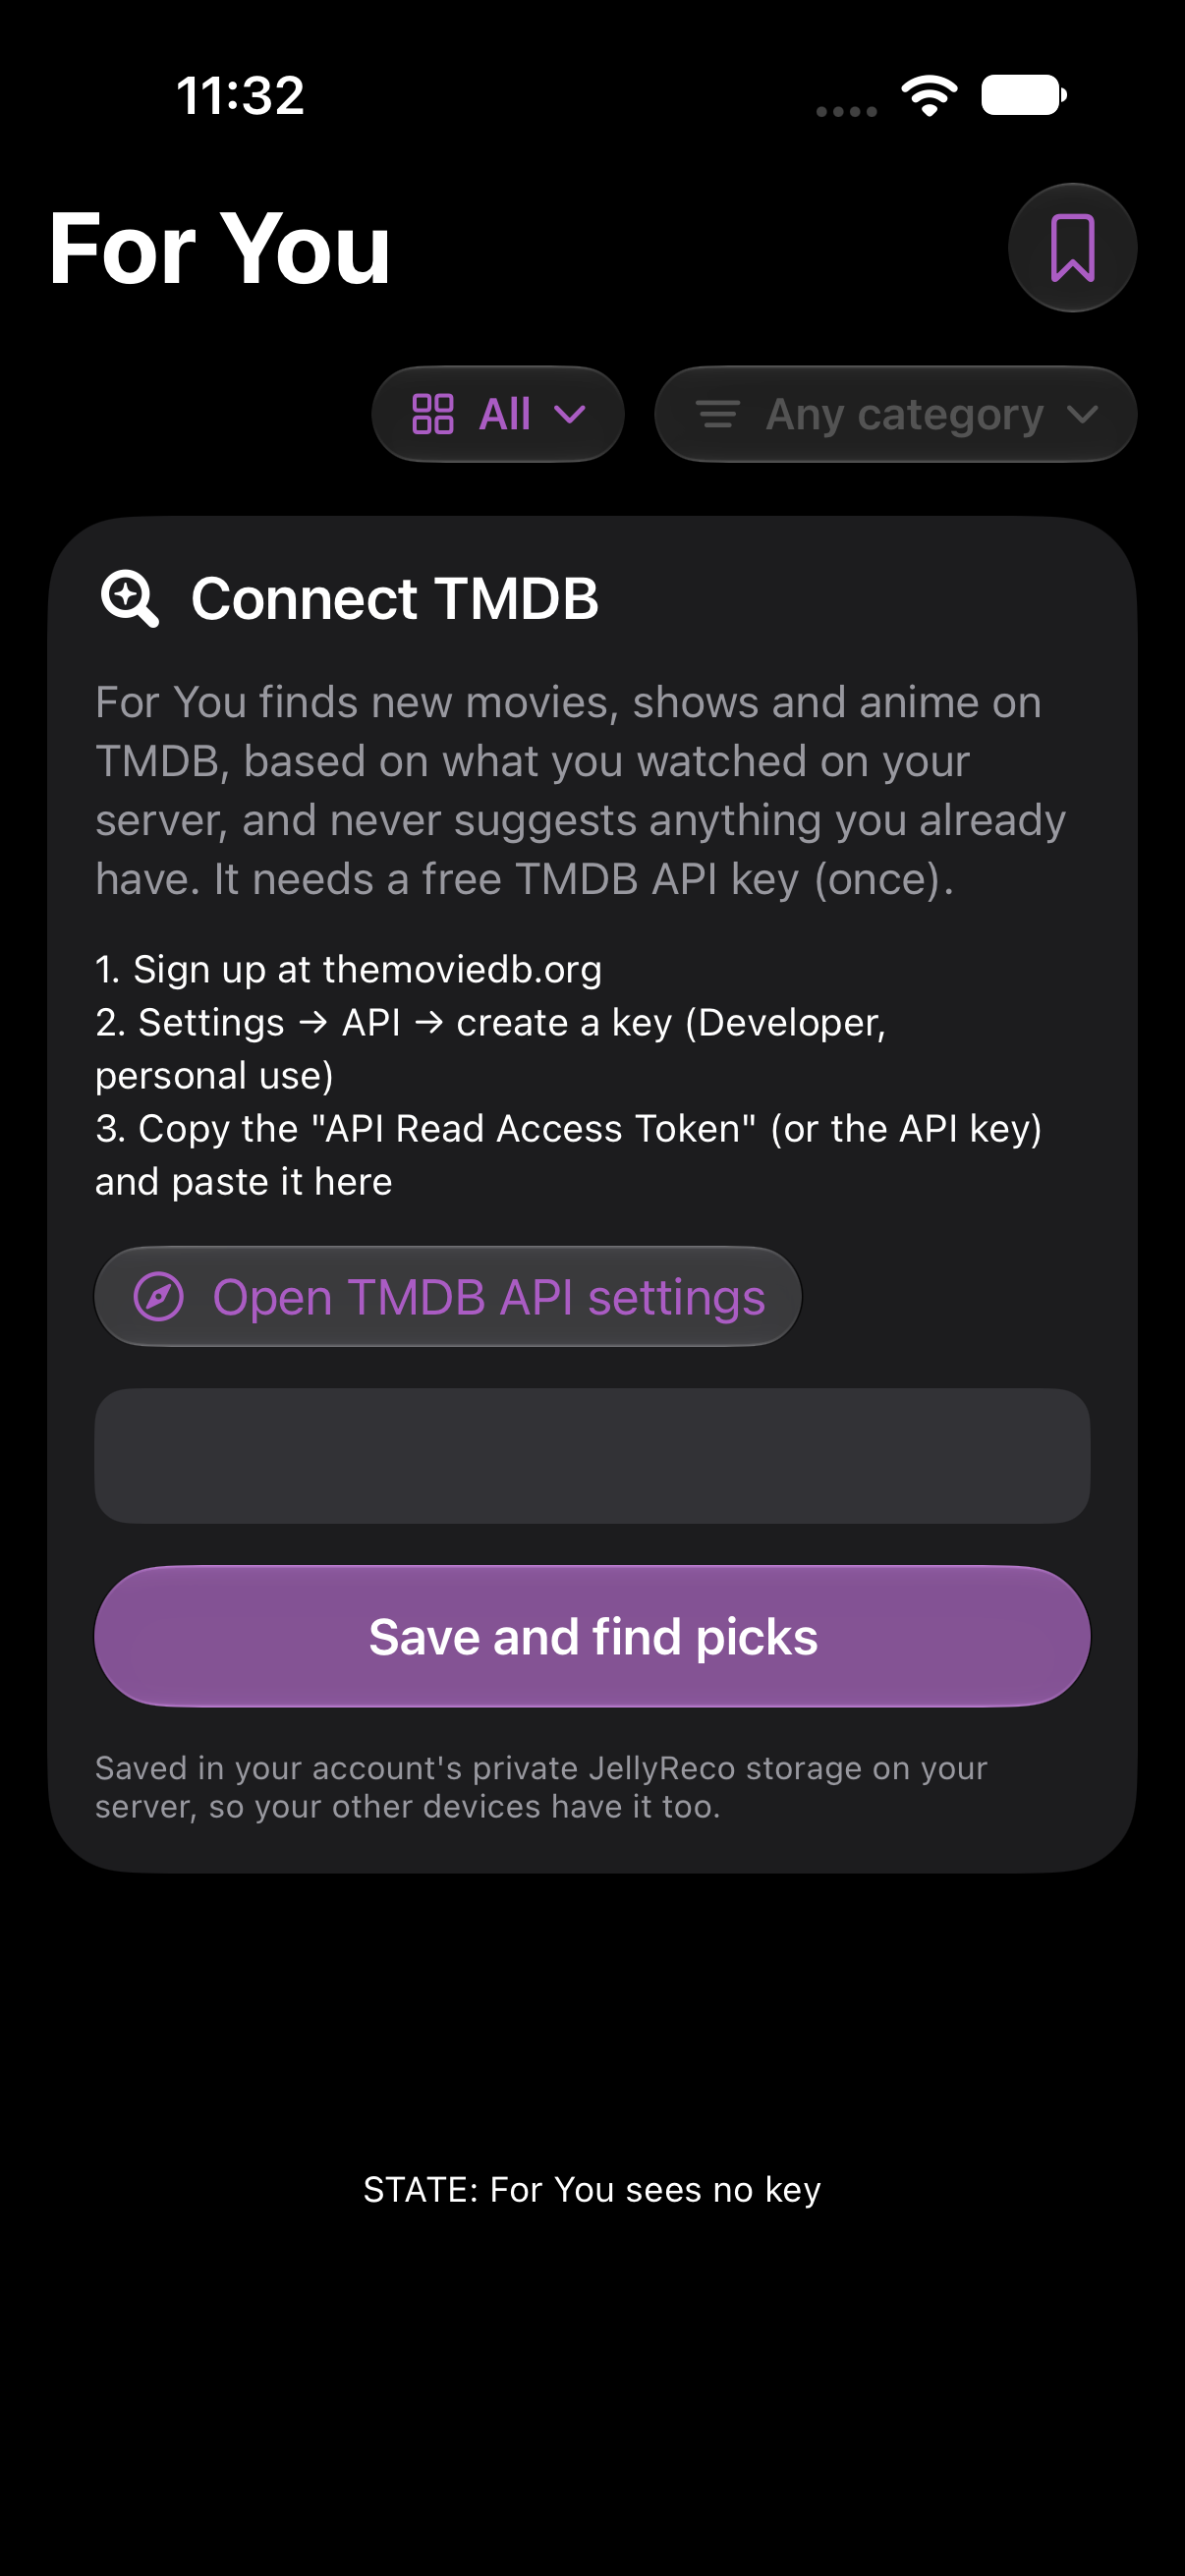 11:32
For You
All
Any category
Connect TMDB
For You finds new movies, shows and anime on
TMDB, based on what you watched on your
server, and never suggests anything you already
have. It needs a free TMDB API key (once).
1. Sign up at themoviedb.org
2. Settings → API → create a key (Developer,
personal use)
3. Copy the "API Read Access Token" (or the API key)
and paste it here
Open TMDB API settings
Save and find picks
Saved in your account's private JellyReco storage on your
server, so your other devices have it too.
STATE: For You sees no key